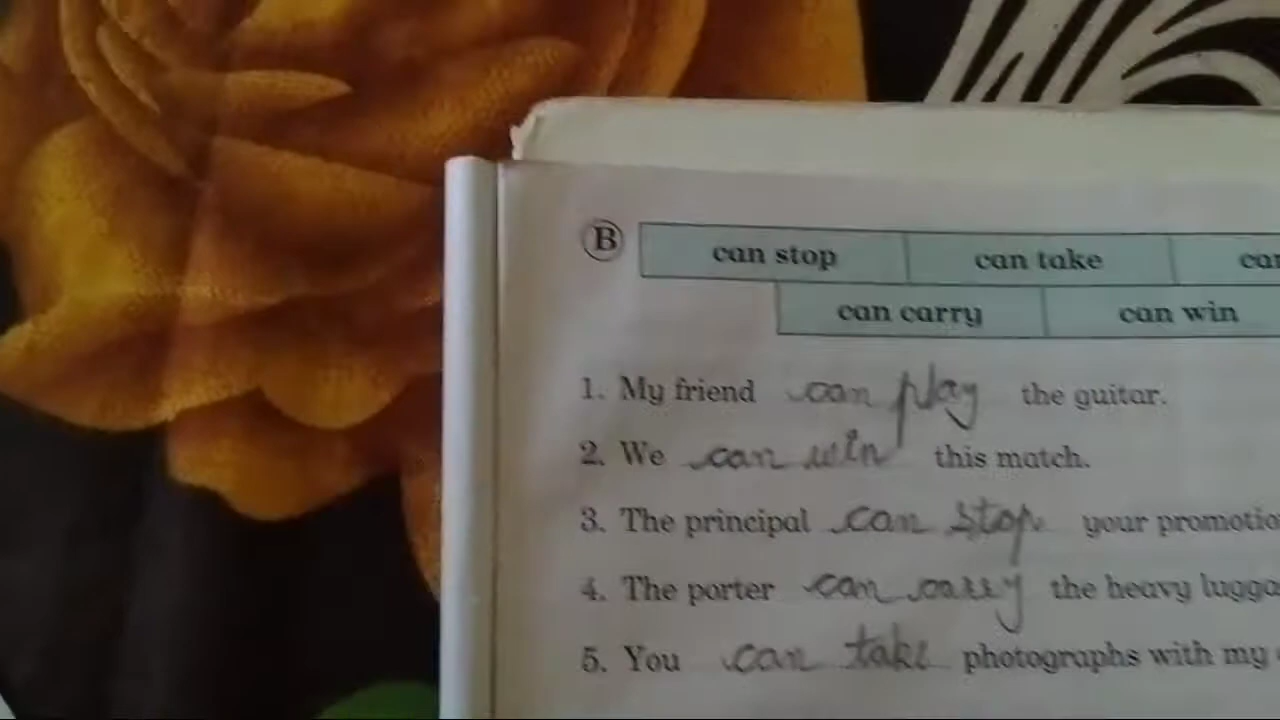 B can stop can take
can carry can win
1. My friend can play the guitar.
2. We can win this match.
3. The principal can stop your
4. The porter can carry the heavy
5. You can take photographs with my